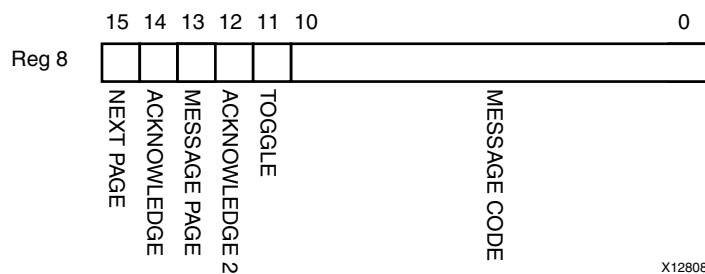 15 14 13 12 11 10 0
Reg 8
NEXT PAGE
ACKNOWLEDGE
MESSAGE PAGE
ACKNOWLEDGE 2
TOGGLE
MESSAGE CODE
X12808